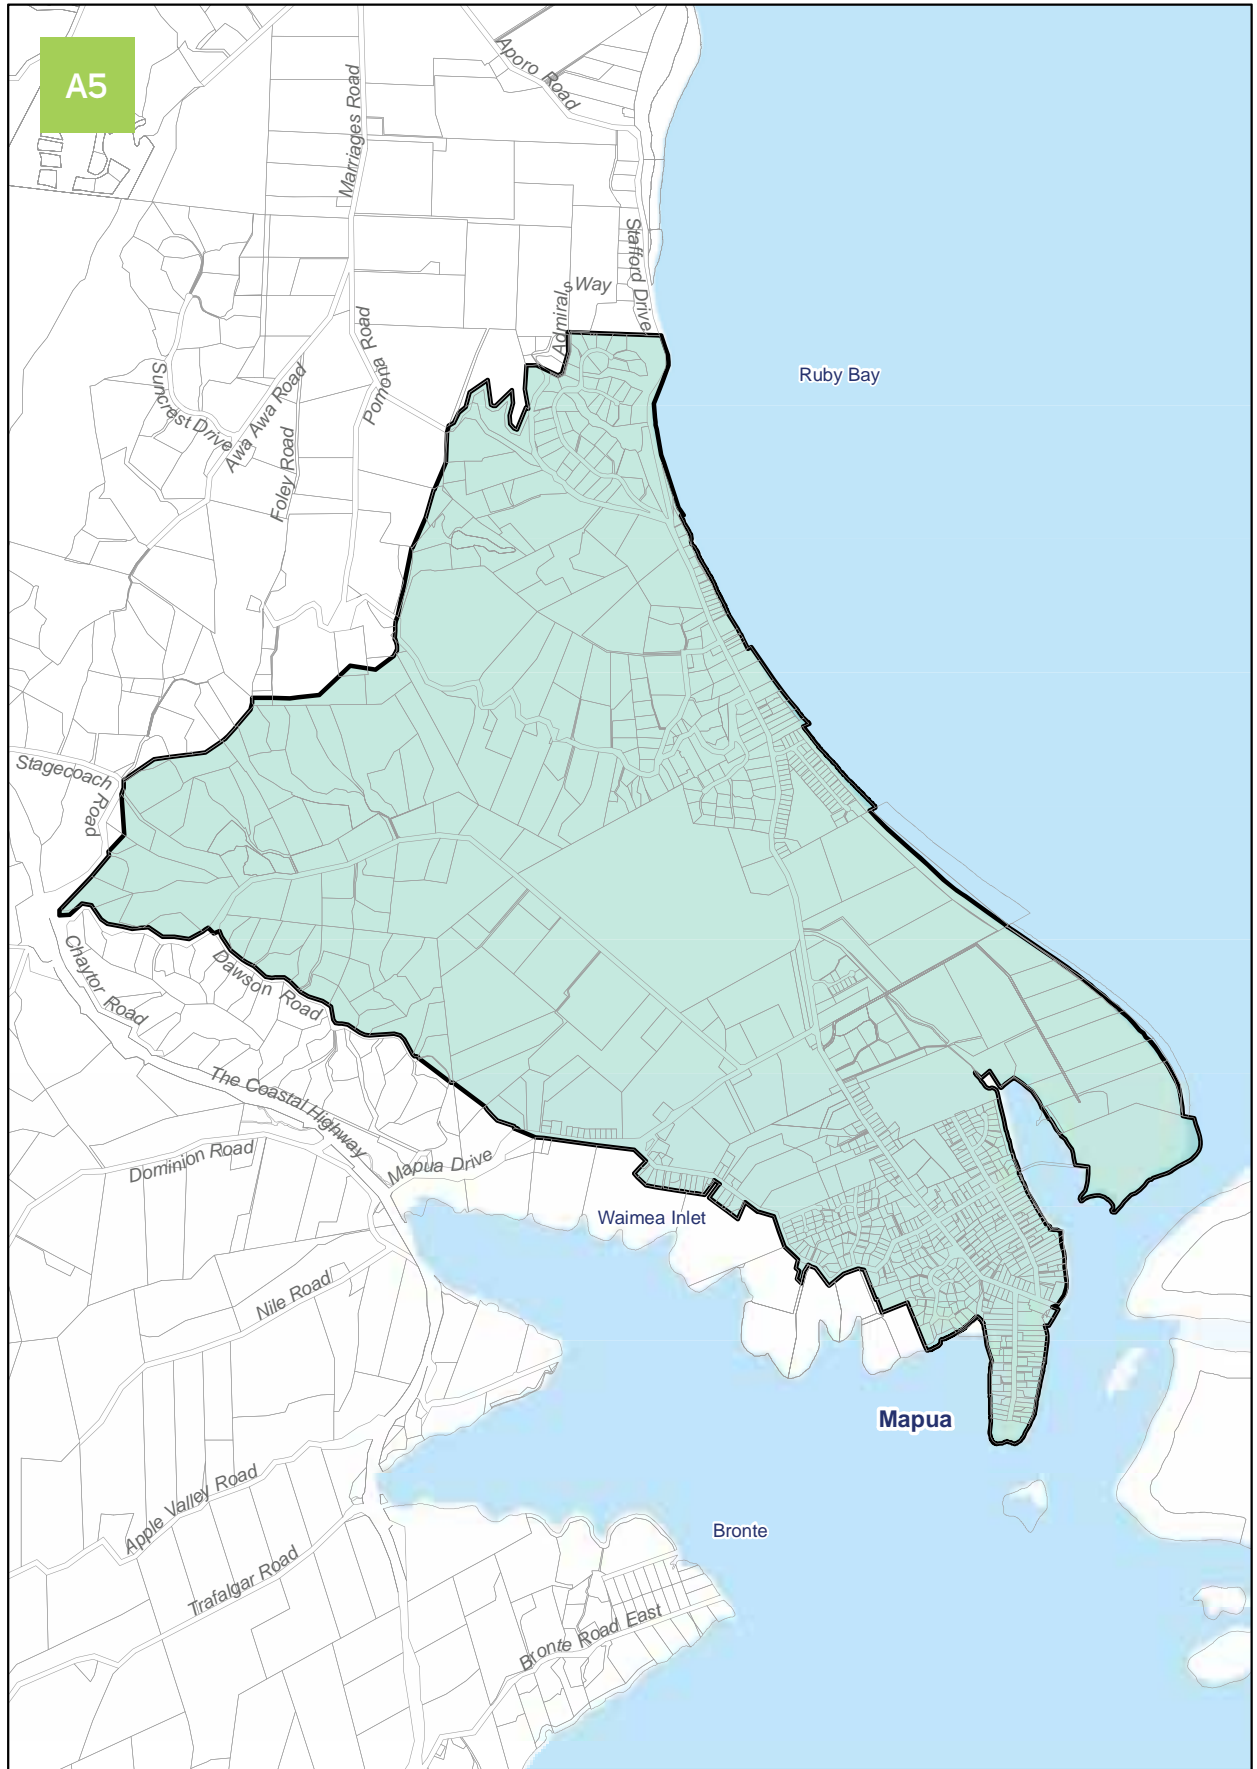 A5
Aporo Road
Marriages Road
Stafford Drive
Admirals Way
Ruby Bay
Pomona Road
Suncrest Drive
Awa Awa Road
Foley Road
Stagecoach Road
Chaytor Road
Dawson Road
The Coastal Highway
Dominion Road
Mapua Drive
Waimea Inlet
Nile Road
Mapua
Apple Valley Road
Bronte
Trafalgar Road
Bronte Road East